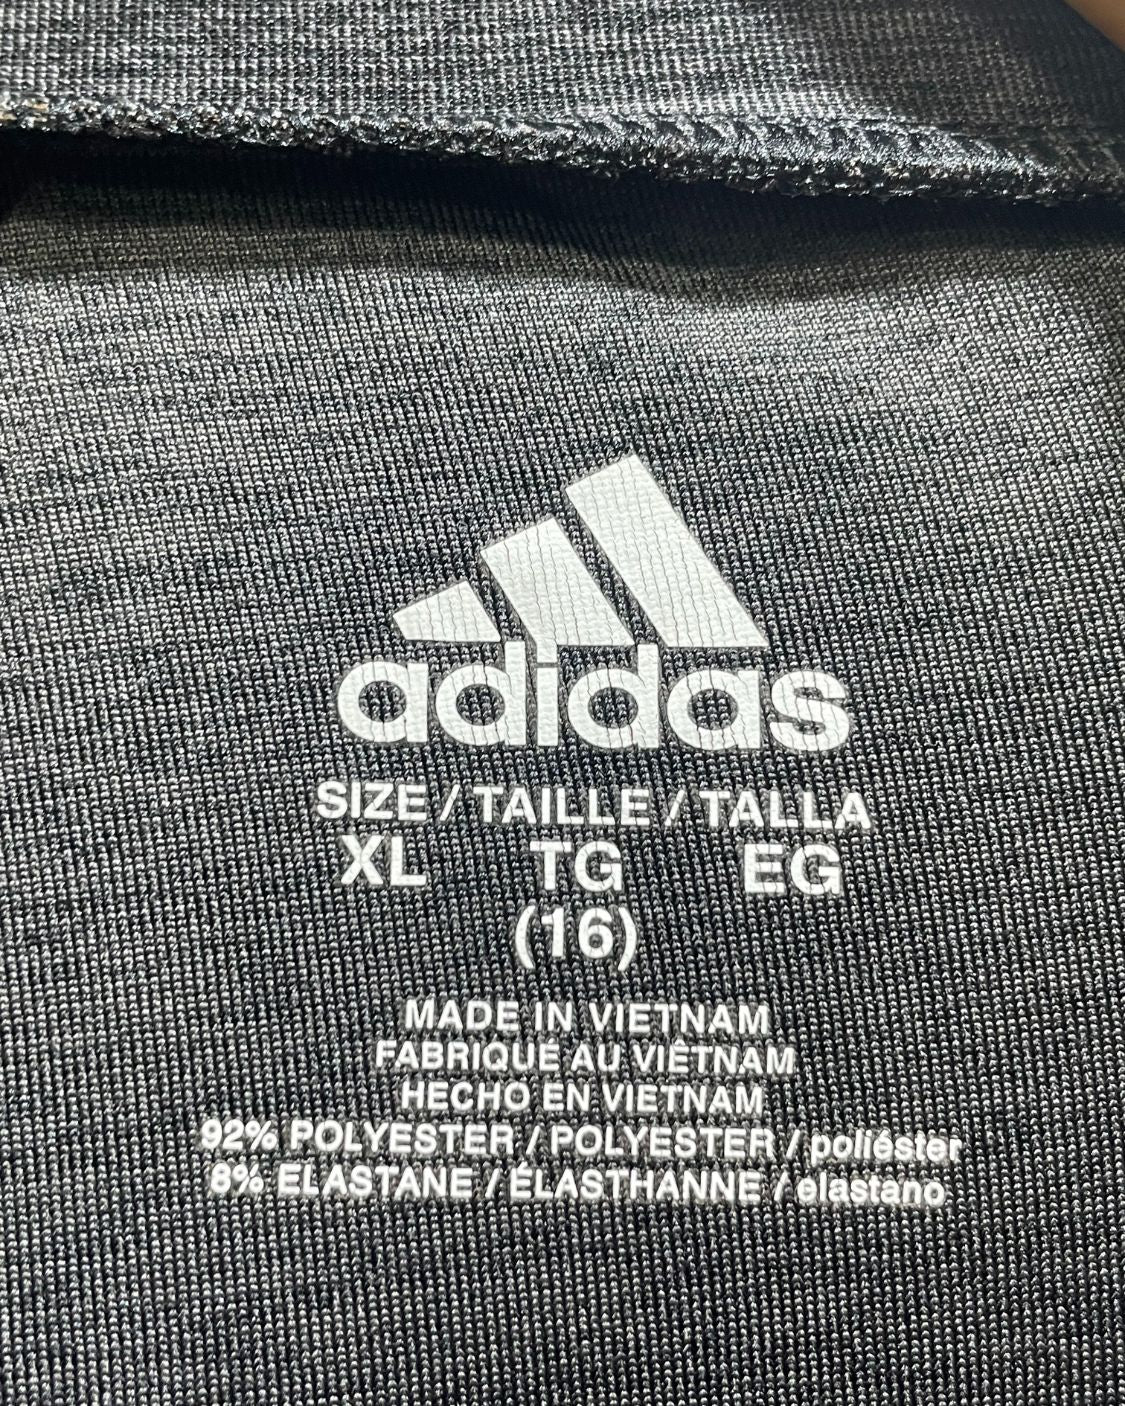 adidas
SIZE / TAILLE / TALLA
XL TG EG
(16)
MADE IN VIETNAM
FABRIQUÉ AU VIÊTNAM
HECHO EN VIETNAM
92% POLYESTER / POLYESTER / poliéster
8% ELASTANE / ÉLASTHANNE / elastano